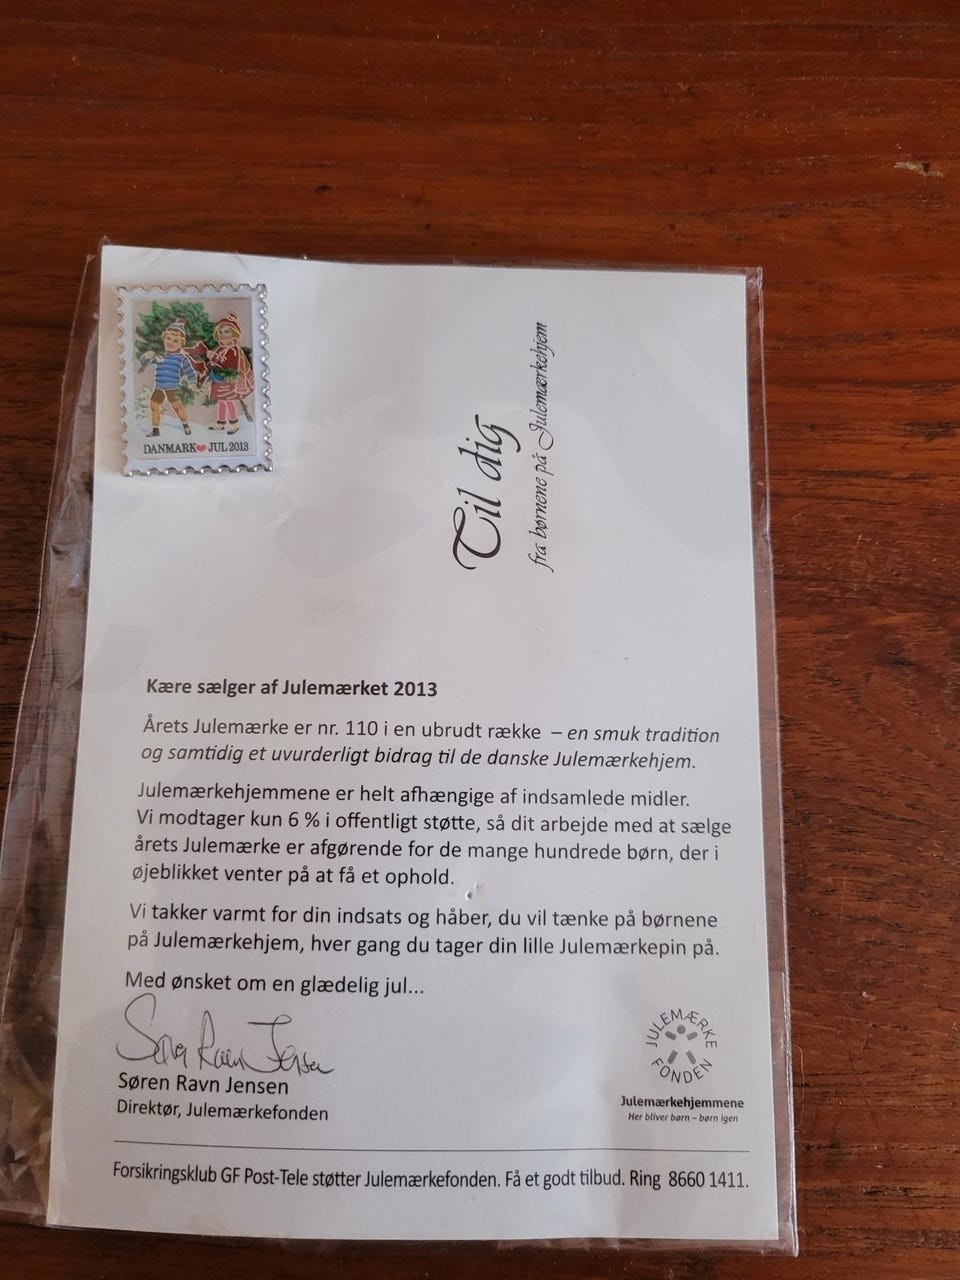 DANMARK❤JUL 2013
Til dig
fra børnene på Julemærkehjem
Kære sælger af Julemærket 2013
Årets Julemærke er nr. 110 i en ubrudt række – en smuk tradition
og samtidig et uvurderligt bidrag til de danske Julemærkehjem.
Julemærkehjemmene er helt afhængige af indsamlede midler.
Vi modtager kun 6 % i offentligt støtte, så dit arbejde med at sælge
årets Julemærke er afgørende for de mange hundrede børn, der i
øjeblikket venter på at få et ophold.
Vi takker varmt for din indsats og håber, du vil tænke på børnene
på Julemærkehjem, hver gang du tager din lille Julemærkepin på.
Med ønsket om en glædelig jul...
Søren Ravn Jensen
Søren Ravn Jensen
Direktør, Julemærkefonden
JULEMÆRKE
FONDEN
Julemærkehjemmene
Her bliver børn – børn igen
Forsikringsklub GF Post-Tele støtter Julemærkefonden. Få et godt tilbud. Ring 8660 1411.